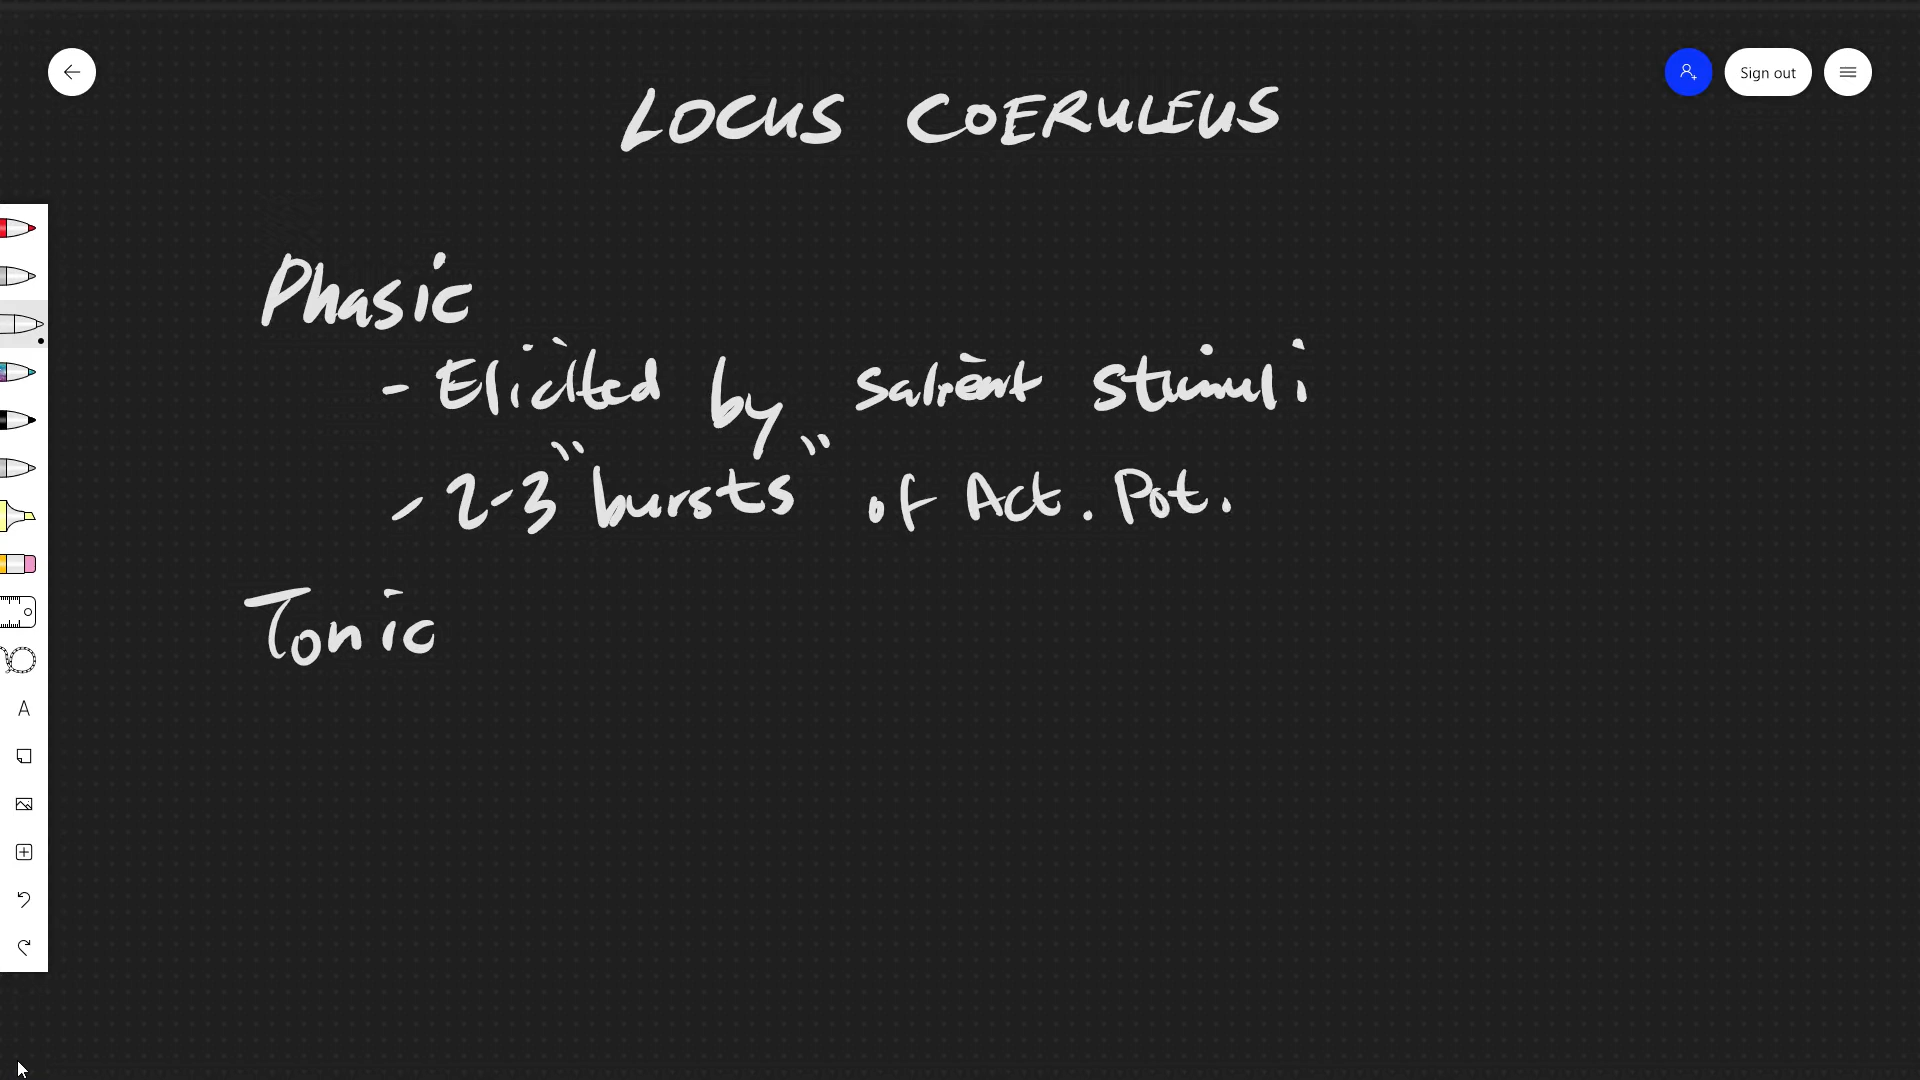 Sign out
LOCUS COERULEUS
Phasic
- Elicited by salient stimuli
- 2-3 "bursts" of Act. Pot.
Tonic
A